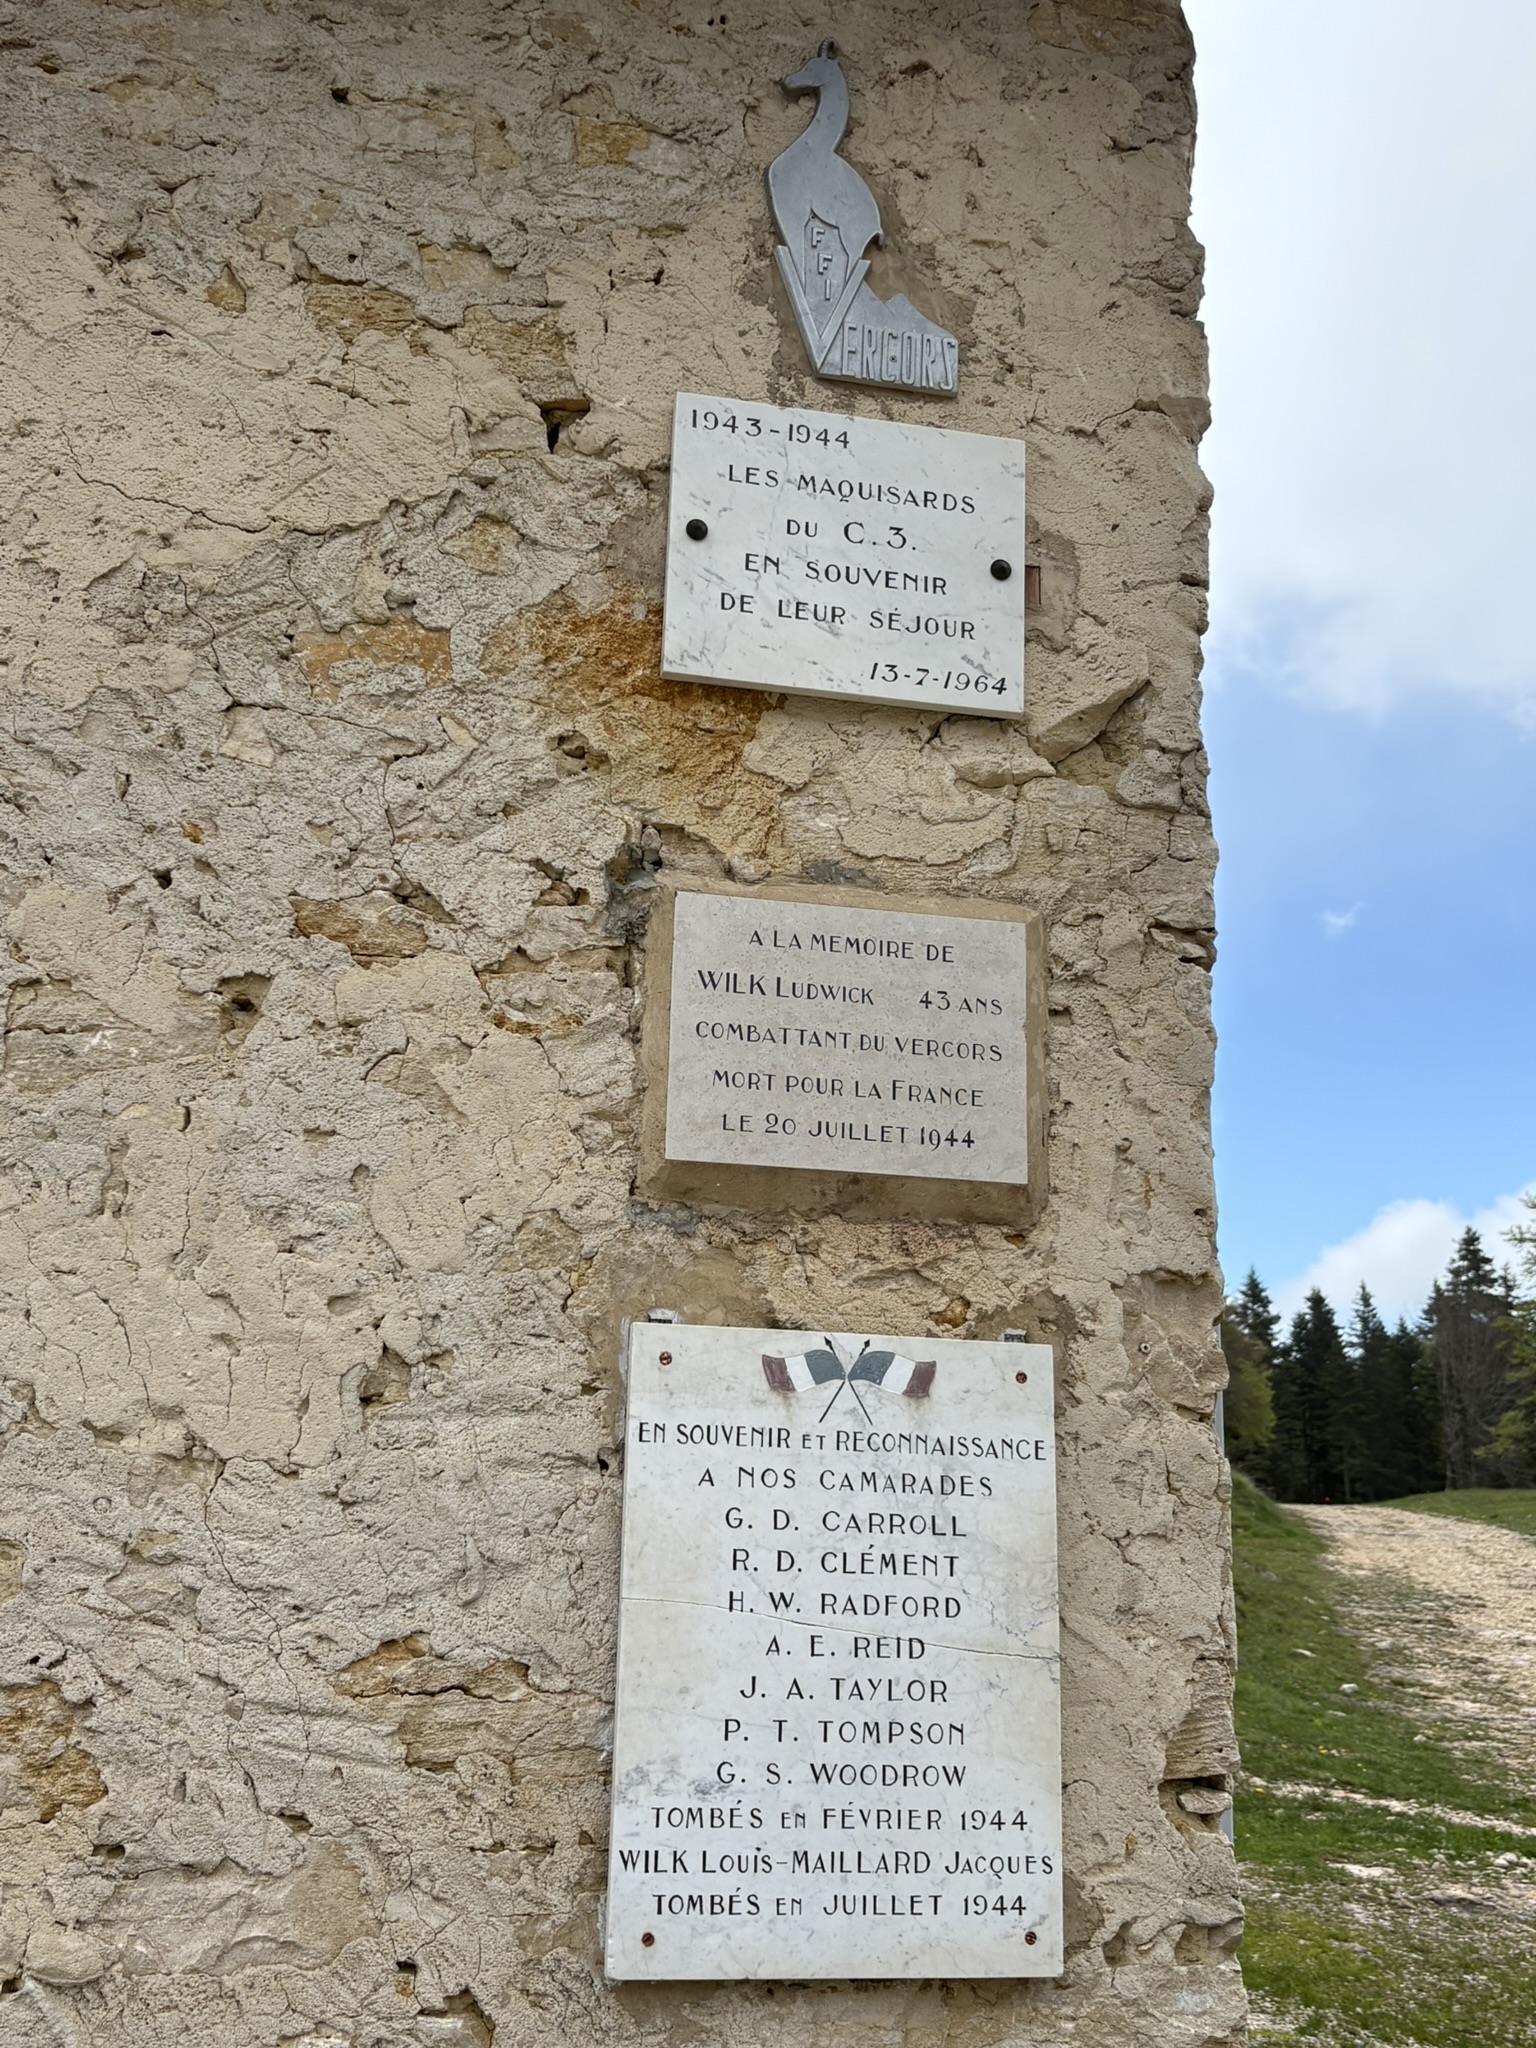 FFI
VERCORS
1943-1944
LES MAQUISARDS
DU C.3.
EN SOUVENIR
DE LEUR SÉJOUR
13-7-1964
A LA MEMOIRE DE
WILK LUDWICK 43 ANS
COMBATTANT DU VERCORS
MORT POUR LA FRANCE
LE 20 JUILLET 1944
EN SOUVENIR ET RECONNAISSANCE
A NOS CAMARADES
G. D. CARROLL
R. D. CLÉMENT
H. W. RADFORD
A. E. REID
J. A. TAYLOR
P. T. TOMPSON
G. S. WOODROW
TOMBÉS EN FÉVRIER 1944
WILK LOUIS-MAILLARD JACQUES
TOMBÉS EN JUILLET 1944